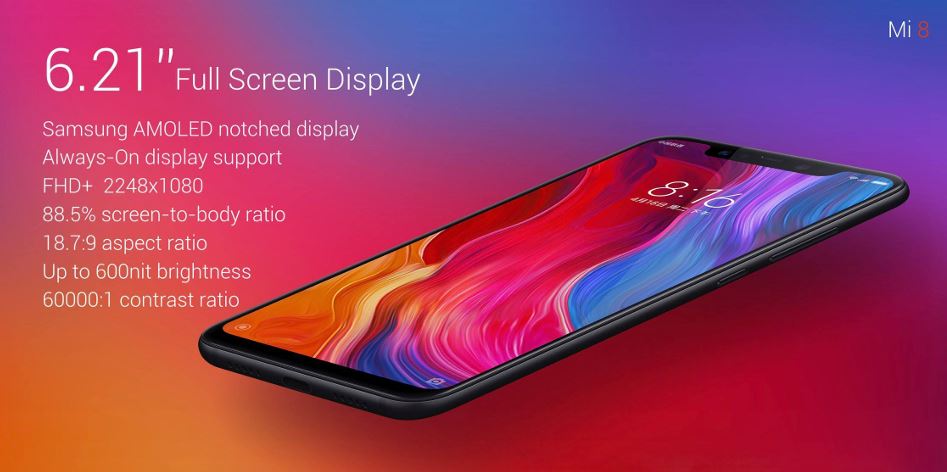 Mi 8
6.21" Full Screen Display
Samsung AMOLED notched display
Always-On display support
FHD+ 2248x1080
88.5% screen-to-body ratio
18.7:9 aspect ratio
Up to 600nit brightness
60000:1 contrast ratio
8:16